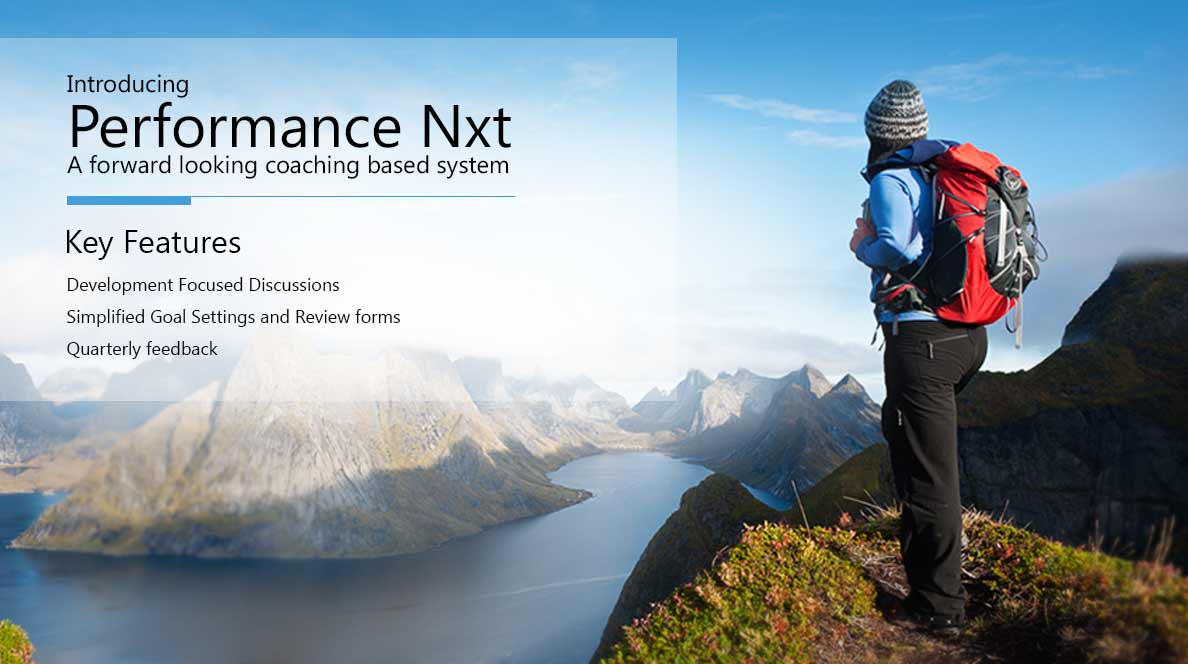 Introducing
Performance Nxt
A forward looking coaching based system
Key Features
Development Focused Discussions
Simplified Goal Settings and Review forms
Quarterly feedback